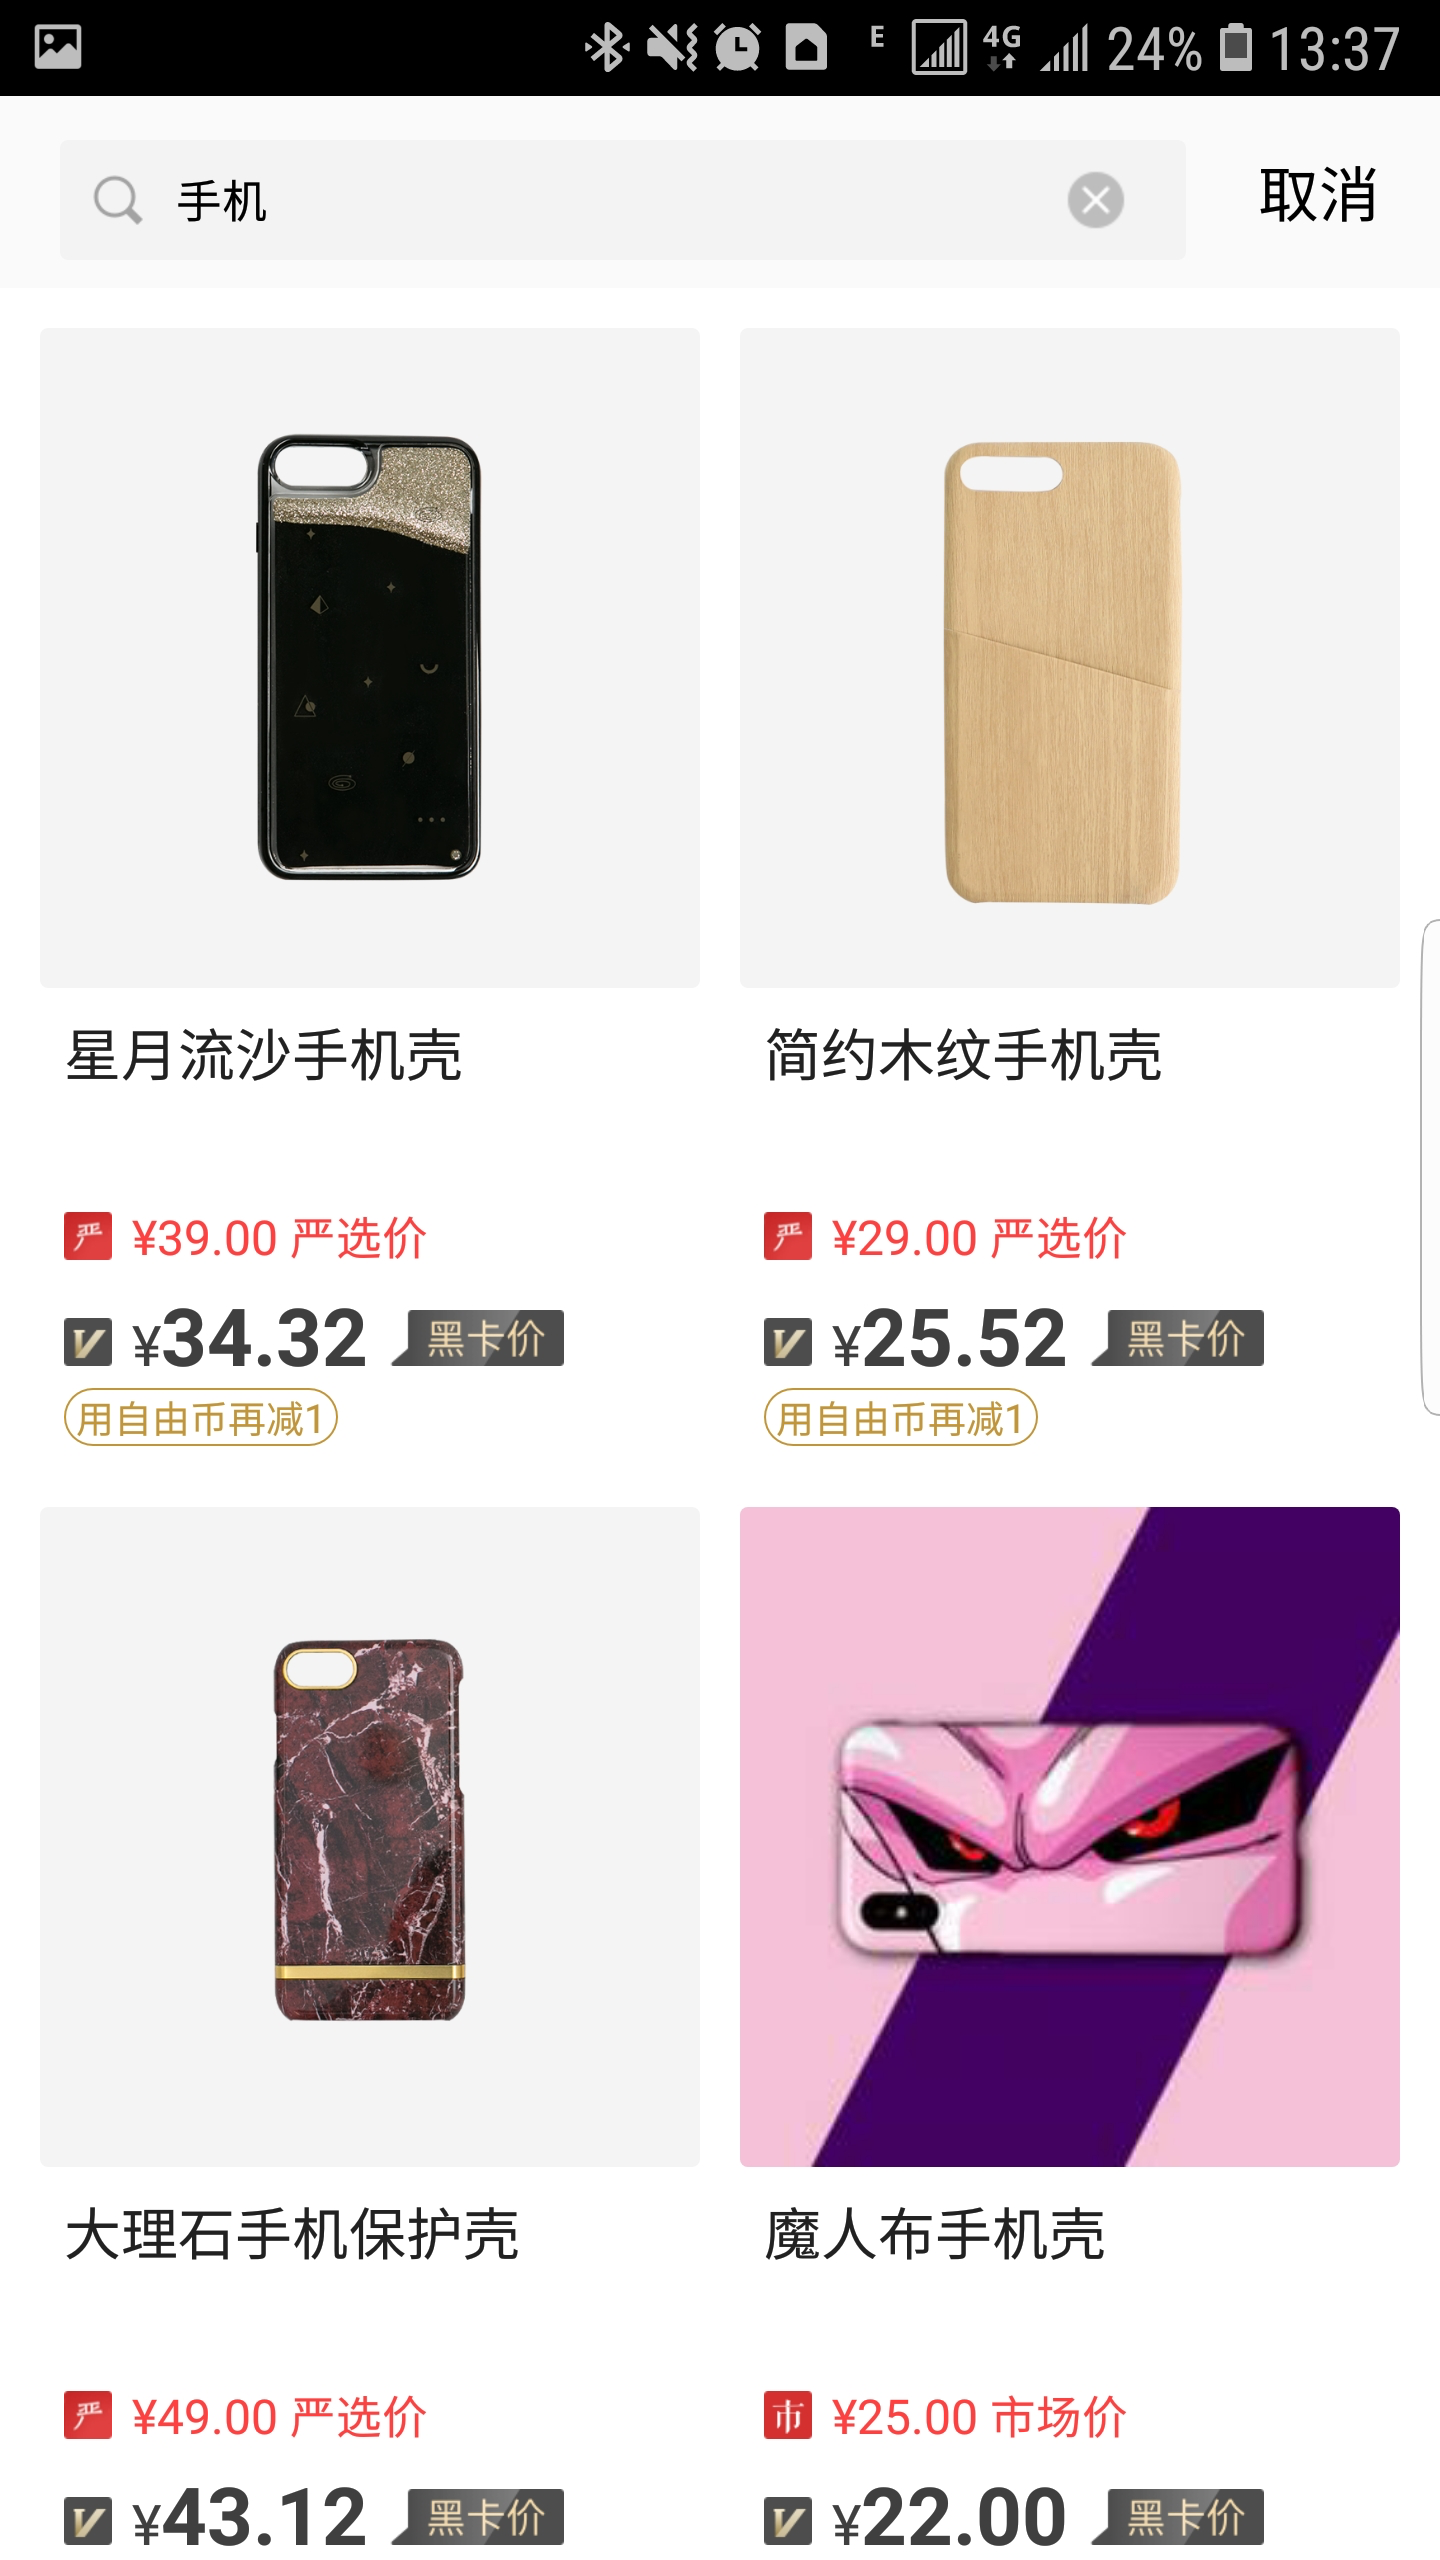 E 4G 24% 13:37
手机
取消
星月流沙手机壳
严 ¥39.00 严选价
V ¥34.32 黑卡价
用自由币再减1
简约木纹手机壳
严 ¥29.00 严选价
V ¥25.52 黑卡价
用自由币再减1
大理石手机保护壳
严 ¥49.00 严选价
V ¥43.12 黑卡价
魔人布手机壳
市 ¥25.00 市场价
V ¥22.00 黑卡价